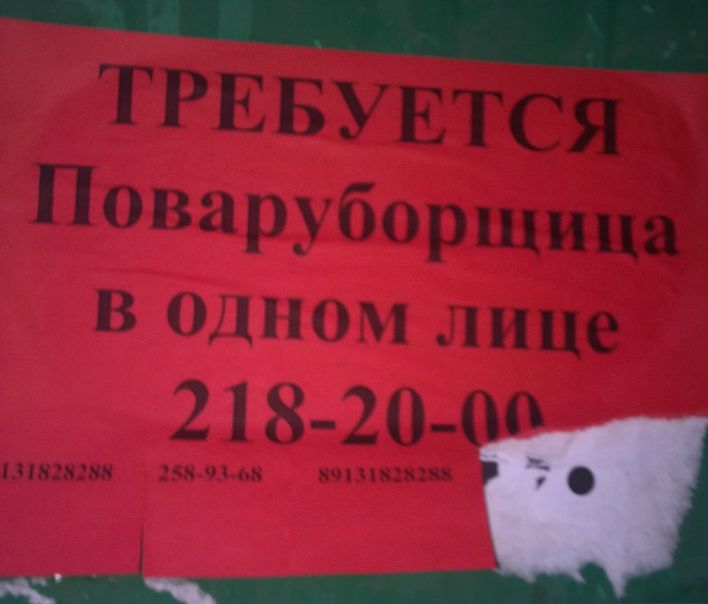 ТРЕБУЕТСЯ
Поваруборщица
в одном лице
218-20-00
131828288 258-93-68 89131828288